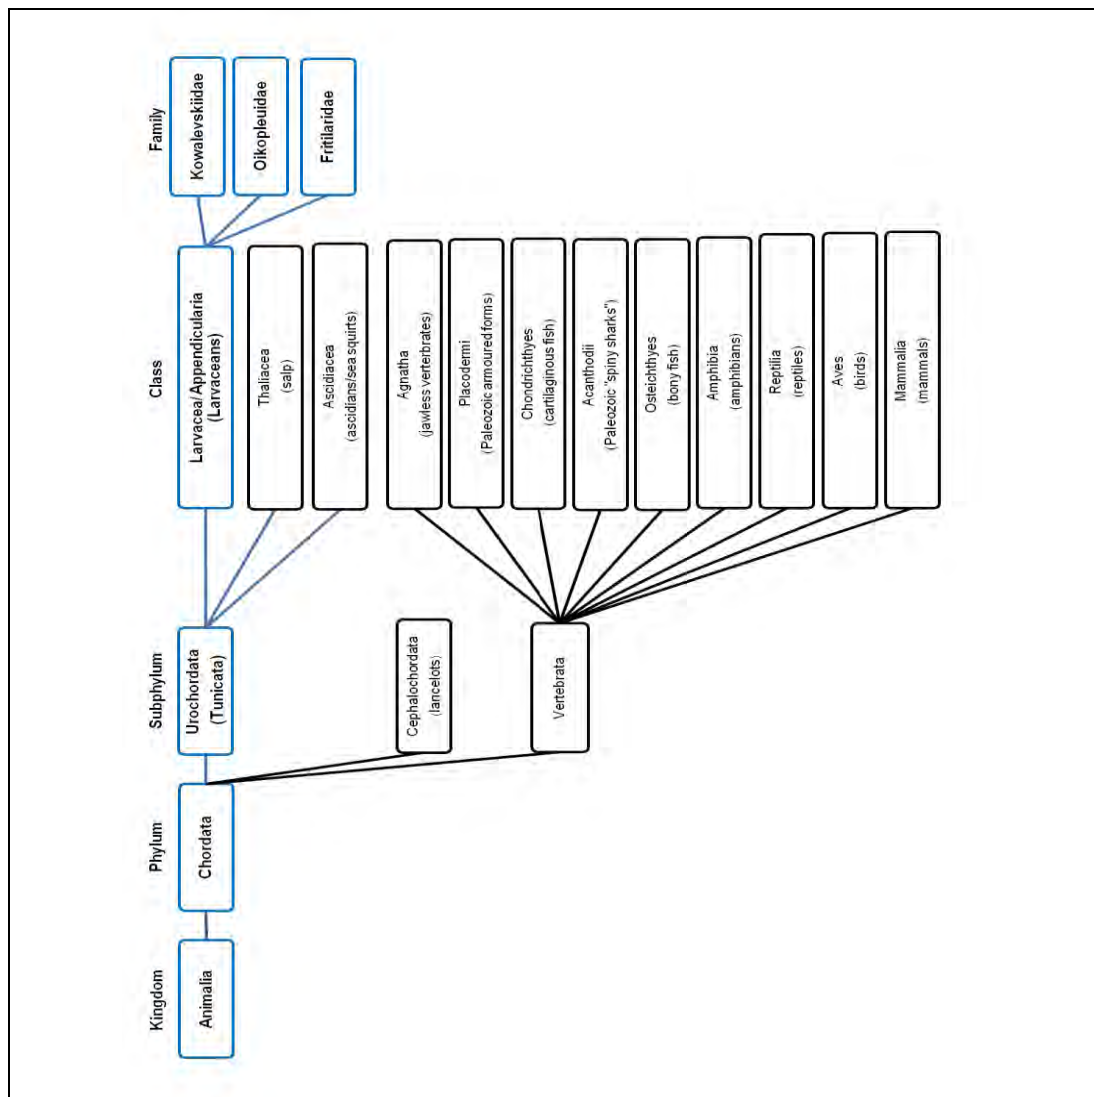 Kingdom
Phylum
Subphylum
Class
Family
Animalia
Chordata
Urochordata
(Tunicata)
Cephalochordata
(lancelots)
Vertebrata
Larvacea/Appendicularia
(Larvaceans)
Thaliacea
(salp)
Ascidiacea
(ascidians/sea squirts)
Agnatha
(jawless vertebrates)
Placodermi
(Paleozoic armoured forms)
Chondrichthyes
(cartilaginous fish)
Acanthodii
(Paleozoic "spiny sharks")
Osteichthyes
(bony fish)
Amphibia
(amphibians)
Reptilia
(reptiles)
Aves
(birds)
Mammalia
(mammals)
Kowalevskiidae
Oikopleuidae
Fritilaridae